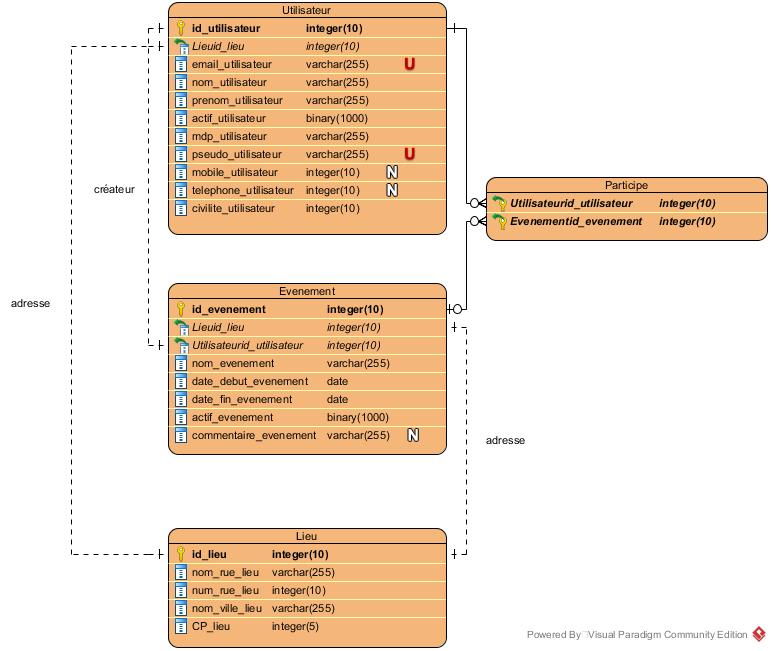 Utilisateur
id_utilisateur integer(10)
Lieuid_lieu integer(10)
email_utilisateur varchar(255) U
nom_utilisateur varchar(255)
prenom_utilisateur varchar(255)
actif_utilisateur binary(1000)
mdp_utilisateur varchar(255)
pseudo_utilisateur varchar(255) U
mobile_utilisateur integer(10) N
telephone_utilisateur integer(10) N
civilite_utilisateur integer(10)
créateur
Participe
Utilisateurid_utilisateur integer(10)
Evenementid_evenement integer(10)
adresse
Evenement
id_evenement integer(10)
Lieuid_lieu integer(10)
Utilisateurid_utilisateur integer(10)
nom_evenement varchar(255)
date_debut_evenement date
date_fin_evenement date
actif_evenement binary(1000)
commentaire_evenement varchar(255) N
adresse
Lieu
id_lieu integer(10)
nom_rue_lieu varchar(255)
num_rue_lieu integer(10)
nom_ville_lieu varchar(255)
CP_lieu integer(5)
Powered By Visual Paradigm Community Edition